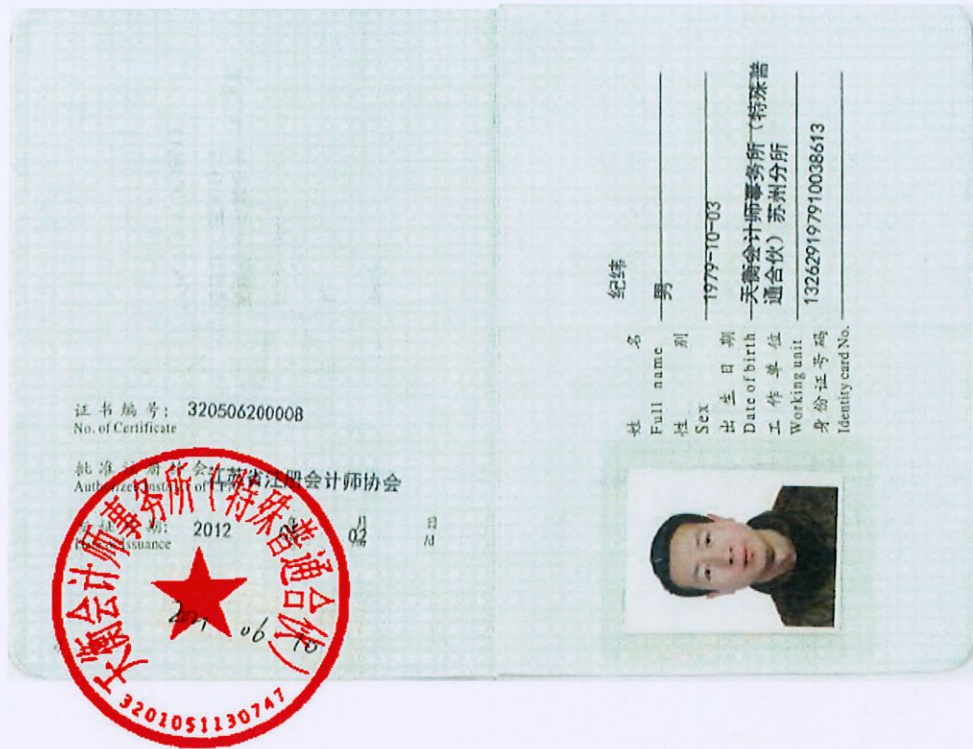 证书编号: 320506200008
No. of Certificate
批准注册协会: 江苏省注册会计师协会
Authorized Institute of
发证日期: 2012 年 02 月 日
Issuance
天衡会计师事务所(特殊普通合伙)
3201051130747
姓名 纪纬
Full name
性别 男
Sex
出生日期 1979-10-03
Date of birth
工作单位 天衡会计师事务所(特殊普
通合伙)苏州分所
Working unit
身份证号码 132629197910038613
Identity card No.